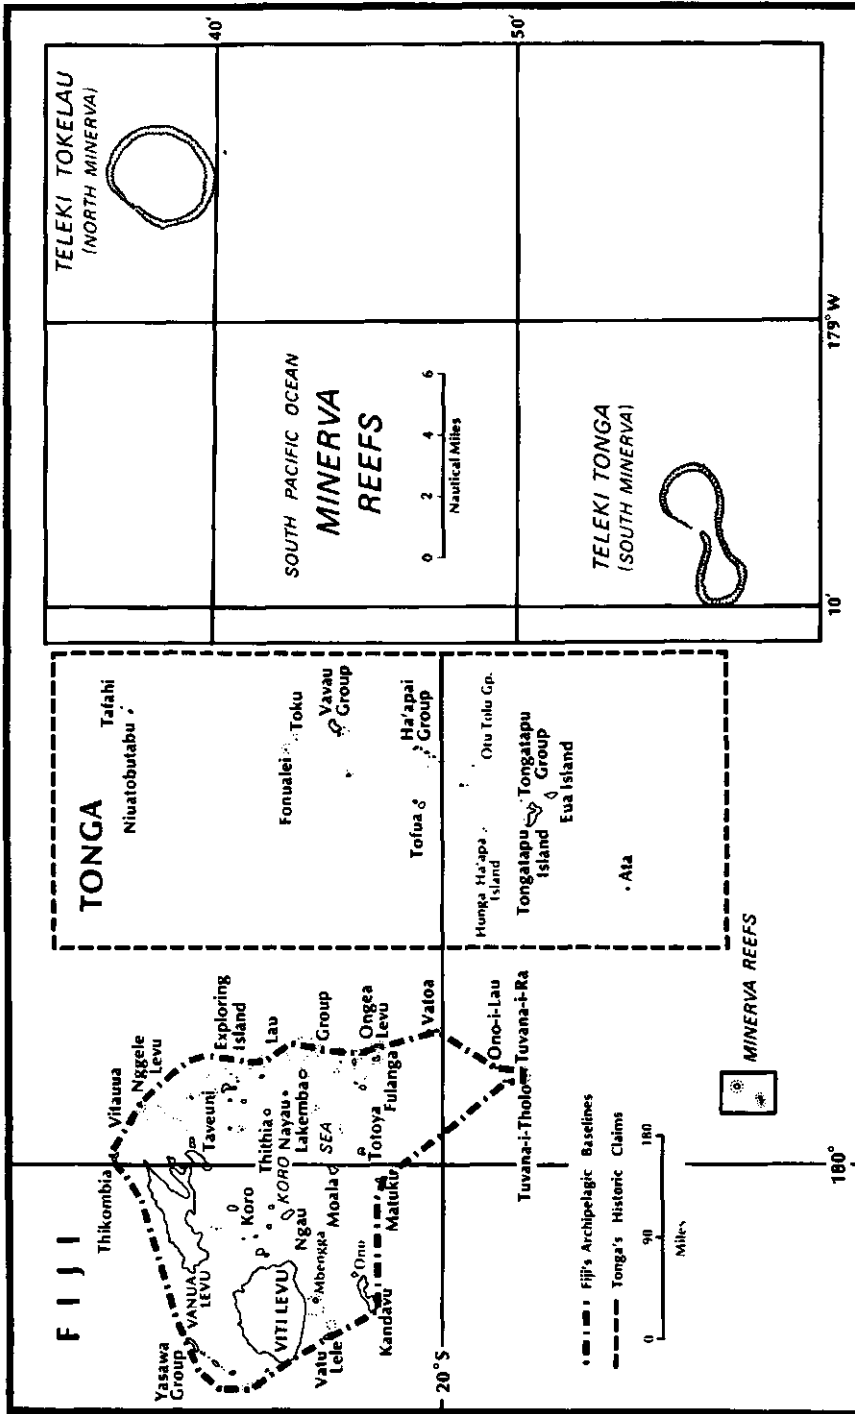 FIJI
Thikombia
Vitauua
Nggele
Levu
Yasawa
Group
VANUA
LEVU
Taveuni
Exploring
Island
Koro
Thithia
Lau
KORO
SEA
Nayau
Ngau
Lakemba
Group
VITI LEVU
Mbengga
Moala
Totoya
Ongea
Levu
Fulanga
Vatu
Lele
Ono
Kandavu
Matuku
Vatoa
20°S
Ono-i-Lau
Tuvana-i-Ra
Tuvana-i-Tholo
Fiji's Archipelagic Baselines
Tonga's Historic Claims
0
90
180
Miles
180°
MINERVA REEFS
TONGA
Tafahi
Niuatobutabu
Fonualei
Toku
Vavau
Group
Tofua
Ha'apai
Group
Hunga Ha'apa
Island
Otu Tolu Gp.
Tongatapu
Island
Tongatapu
Group
Eua Island
Ata
TELEKI TOKELAU
(NORTH MINERVA)
40'
SOUTH PACIFIC OCEAN
MINERVA
REEFS
0
2
4
6
Nautical Miles
50'
TELEKI TONGA
(SOUTH MINERVA)
10'
179° W